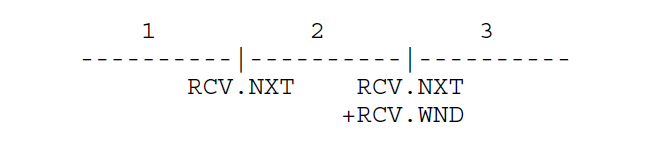 1 2 3
----------|----------|----------
RCV.NXT RCV.NXT
+RCV.WND